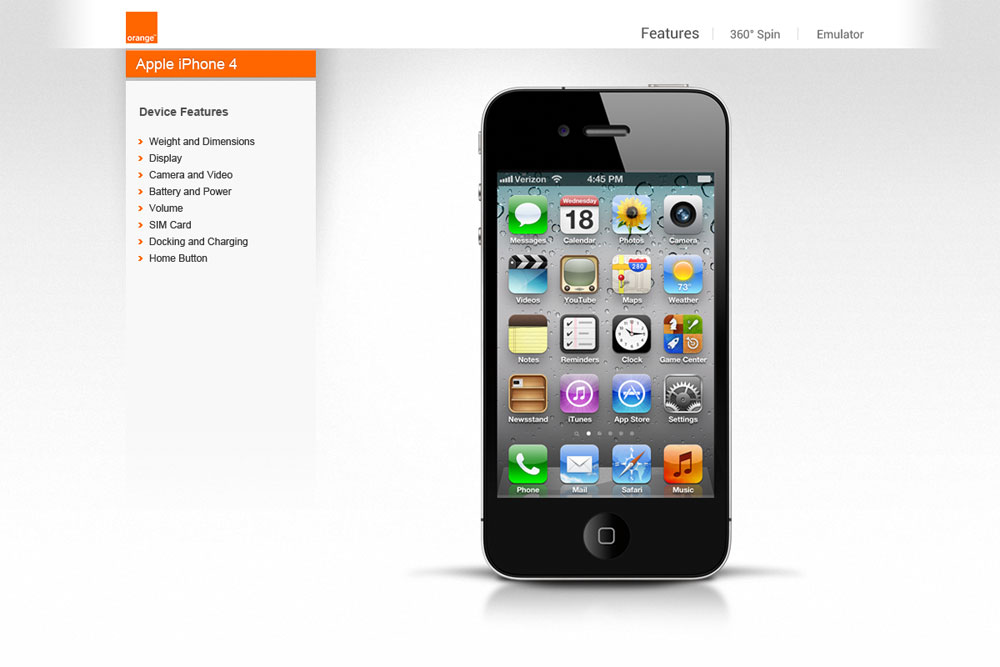 orange™
Features
360° Spin
Emulator
Apple iPhone 4
Device Features
Weight and Dimensions
Display
Camera and Video
Battery and Power
Volume
SIM Card
Docking and Charging
Home Button
Verizon 4:45 PM
Wednesday
18
Messages Calendar Photos Camera
280
73°
Videos YouTube Maps Weather
Notes Reminders Clock Game Center
Newsstand iTunes App Store Settings
Phone Mail Safari Music